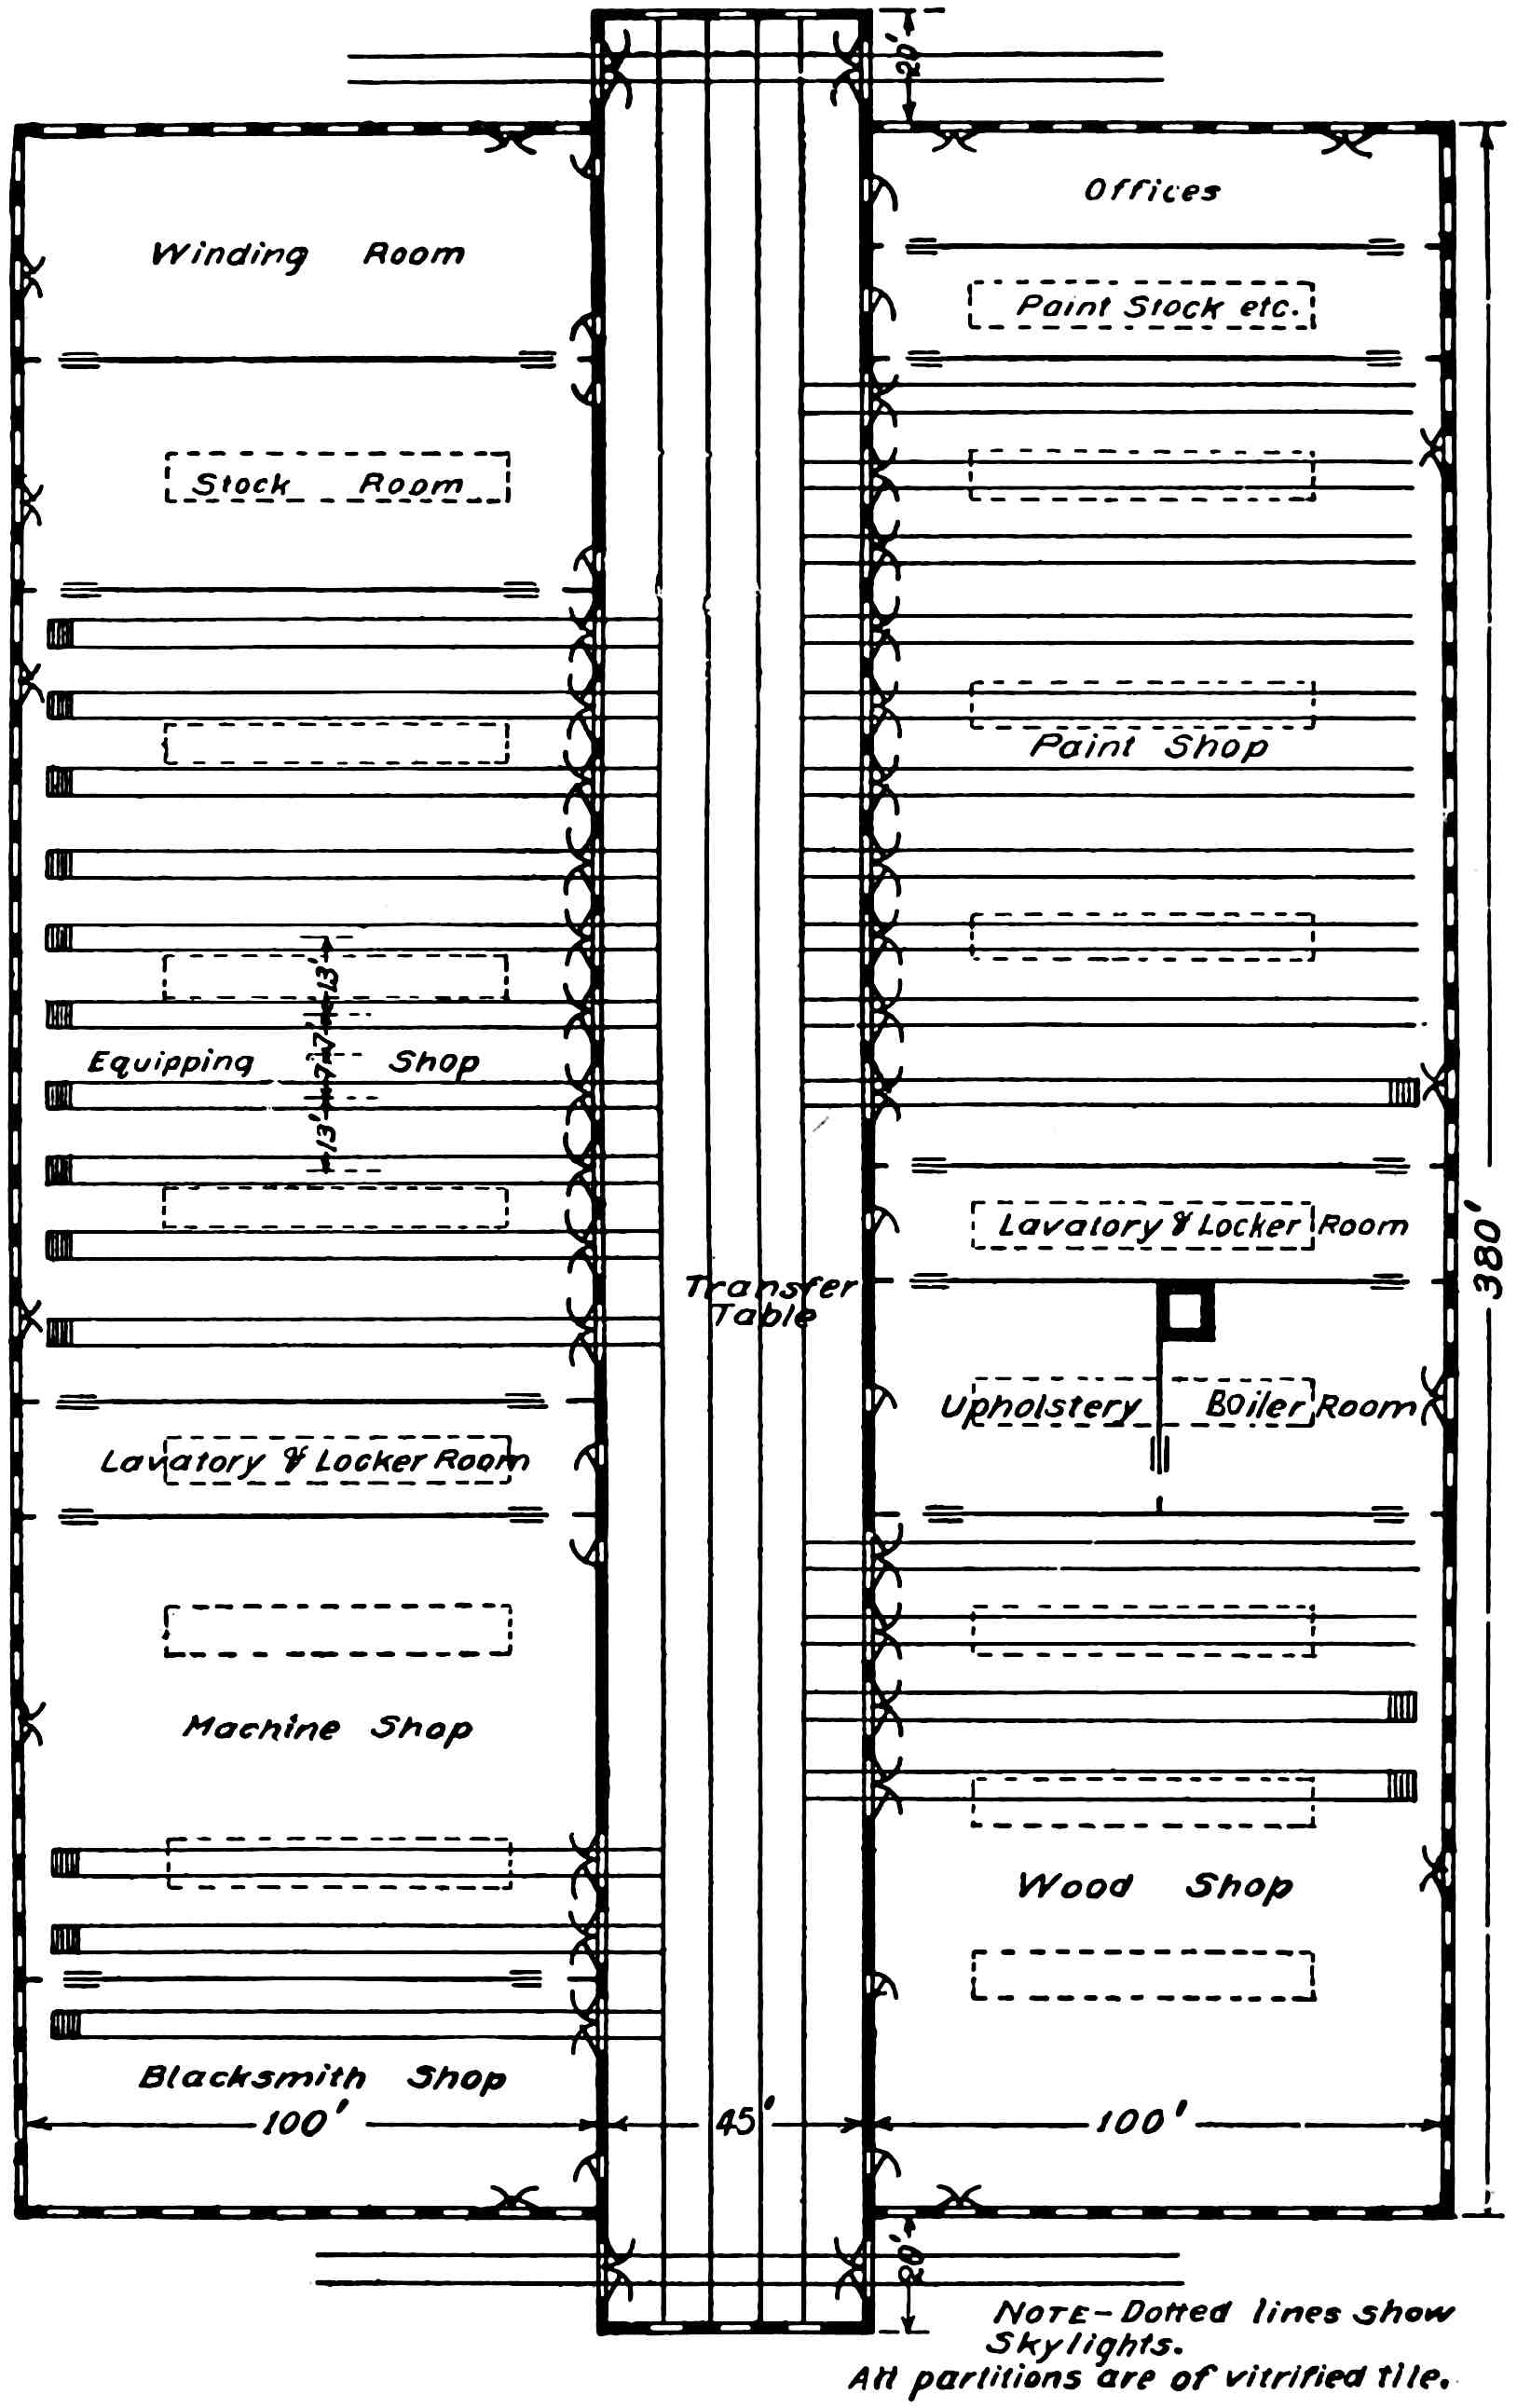 20'
Winding Room
Offices
Paint Stock etc.
Stock Room
Paint Shop
13'
7'
7'
13'
Equipping Shop
Lavatory & Locker Room
380'
Transfer
Table
Upholstery
Boiler Room
Lavatory & Locker Room
Machine Shop
Wood Shop
Blacksmith Shop
100'
45'
100'
20'
NOTE - Dotted lines show
Skylights.
All partitions are of vitrified tile.